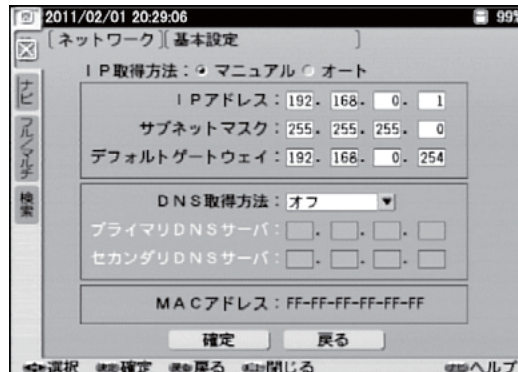 2011/02/01 20:29:06 99%
[ネットワーク][基本設定 ]
IP取得方法:マニュアル オート
IPアドレス:192. 168. 0. 1
サブネットマスク:255. 255. 255. 0
デフォルトゲートウェイ:192. 168. 0. 254
DNS取得方法:オフ
プライマリDNSサーバ: . . .
セカンダリDNSサーバ: . . .
MACアドレス:FF-FF-FF-FF-FF-FF
確定 戻る
ナビ
フル/マルチ
検索
選択 確定 戻る 閉じる ヘルプ